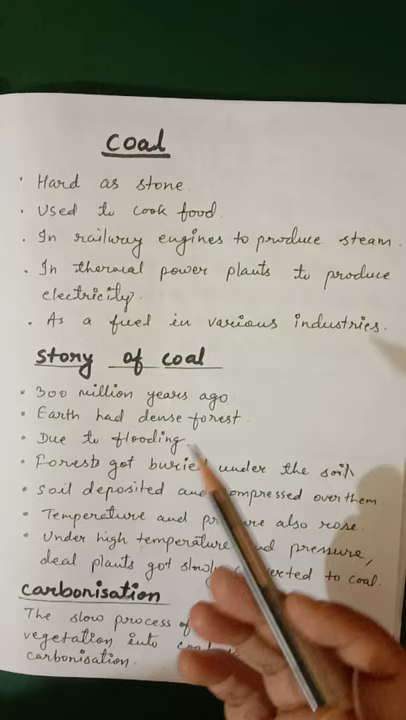 Coal
• Hard as stone.
• Used to cook food.
• In railway engines to produce steam.
• In thermal power plants to produce
electricity.
• As a fuel in various industries.
Story of coal
• 300 million years ago
• Earth had dense forest.
• Due to flooding
• Forests got buried under the soil
• Soil deposited and compressed over them.
• Temperature and pressure also rose.
• Under high temperature and pressure,
deal plants got slowly converted to coal.
Carbonisation
The slow process of
vegetation into
carbonisation.